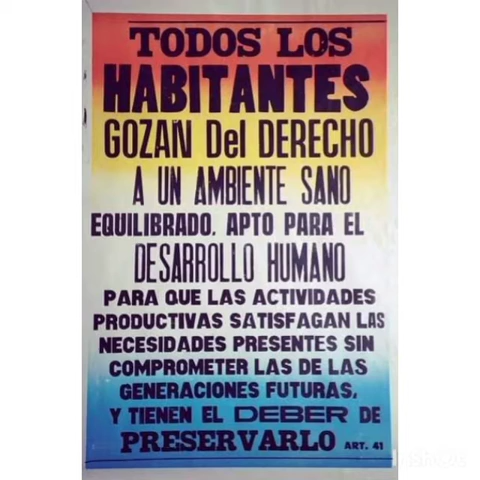 TODOS LOS
HABITANTES
GOZAN Del DERECHO
A UN AMBIENTE SANO
EQUILIBRADO, APTO PARA EL
DESARROLLO HUMANO
PARA QUE LAS ACTIVIDADES
PRODUCTIVAS SATISFAGAN LAS
NECESIDADES PRESENTES SIN
COMPROMETER LAS DE LAS
GENERACIONES FUTURAS,
Y TIENEN EL DEBER DE
PRESERVARLO ART. 41